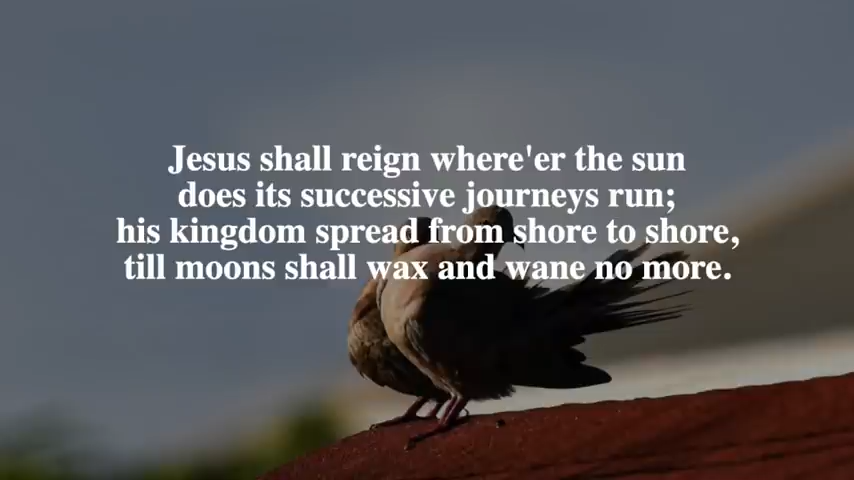 Jesus shall reign where'er the sun
does its successive journeys run;
his kingdom spread from shore to shore,
till moons shall wax and wane no more.